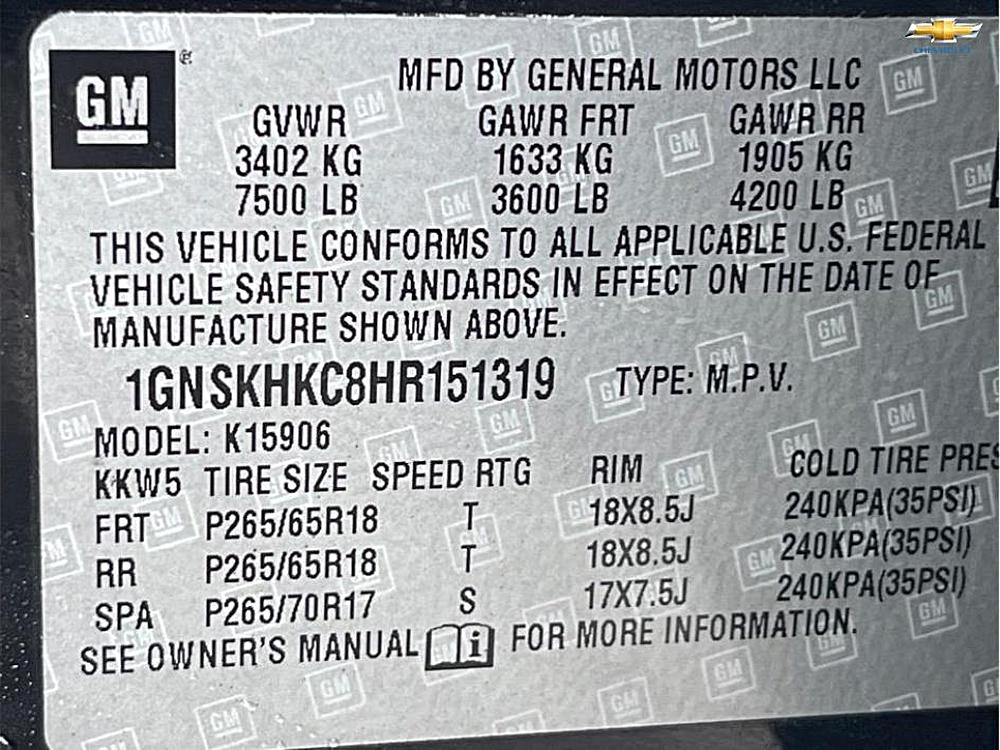 CHEVROLET
GM
MFD BY GENERAL MOTORS LLC
GVWR GAWR FRT GAWR RR
3402 KG 1633 KG 1905 KG
7500 LB 3600 LB 4200 LB
THIS VEHICLE CONFORMS TO ALL APPLICABLE U.S. FEDERAL
VEHICLE SAFETY STANDARDS IN EFFECT ON THE DATE OF
MANUFACTURE SHOWN ABOVE.
1GNSKHKC8HR151319 TYPE: M.P.V.
MODEL: K15906
KKW5 TIRE SIZE SPEED RTG RIM COLD TIRE PRES
FRT P265/65R18 T 18X8.5J 240KPA(35PSI)
RR P265/65R18 T 18X8.5J 240KPA(35PSI)
SPA P265/70R17 S 17X7.5J 240KPA(35PSI)
SEE OWNER'S MANUAL i FOR MORE INFORMATION.